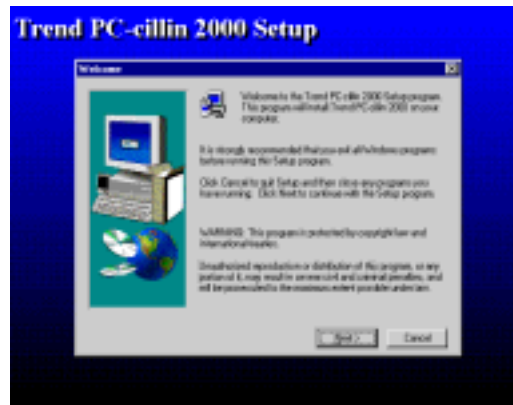 Trend PC-cillin 2000 Setup
Welcome
Welcome to the Trend PC-cillin 2000 Setup program.
This program will install Trend PC-cillin 2000 on your
computer.
It is strongly recommended that you exit all Windows programs
before running this Setup program.
Click Cancel to quit Setup and then close any programs you
have running. Click Next to continue with the Setup program.
WARNING: This program is protected by copyright law and
international treaties.
Unauthorized reproduction or distribution of this program, or any
portion of it, may result in severe civil and criminal penalties, and
will be prosecuted to the maximum extent possible under law.
Next >
Cancel